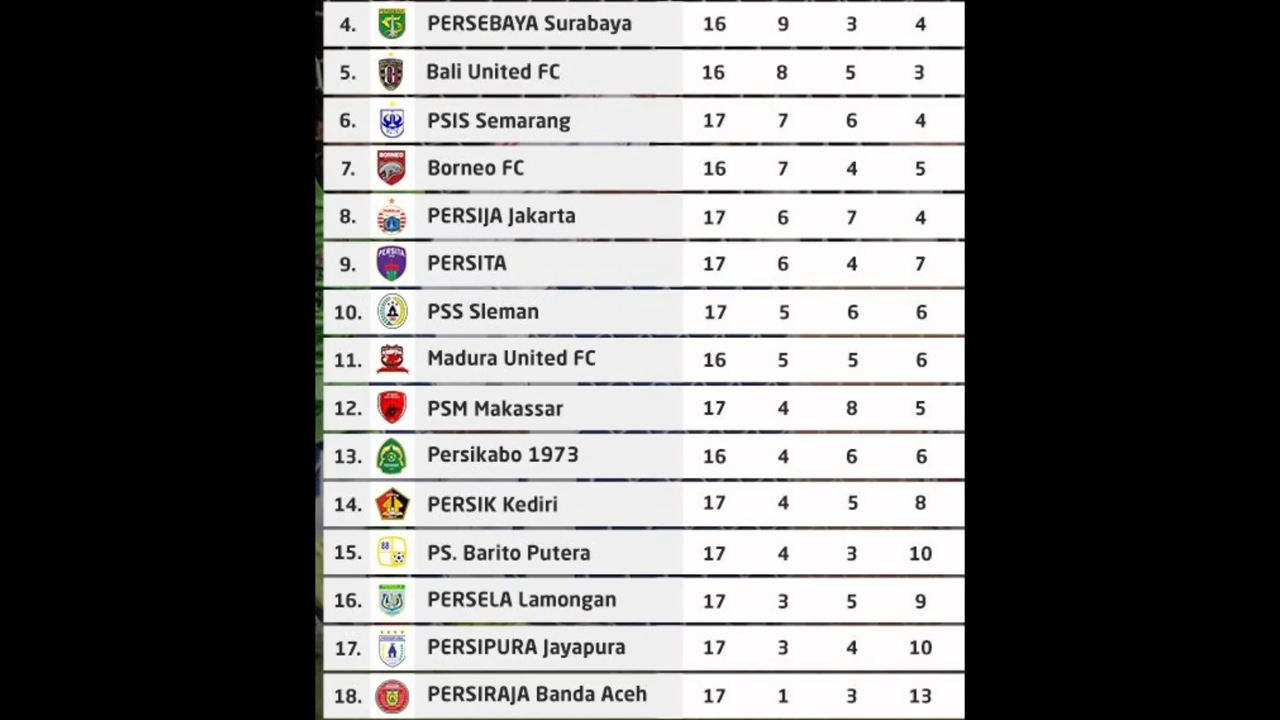 4. PERSEBAYA Surabaya 16 9 3 4
5. Bali United FC 16 8 5 3
6. PSIS Semarang 17 7 6 4
BORNEO
7. Borneo FC 16 7 4 5
8. PERSIJA Jakarta 17 6 7 4
PERSITA
9. PERSITA 17 6 4 7
10. PSS Sleman 17 5 6 6
11. Madura United FC 16 5 5 6
12. PSM Makassar 17 4 8 5
13. Persikabo 1973 16 4 6 6
14. PERSIK Kediri 17 4 5 8
88
15. PS. Barito Putera 17 4 3 10
PERSELA
16. PERSELA Lamongan 17 3 5 9
PERSIPURA
17. PERSIPURA Jayapura 17 3 4 10
18. PERSIRAJA Banda Aceh 17 1 3 13